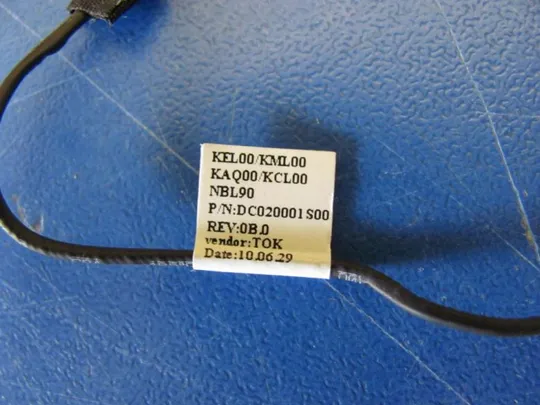 KEL00/KML00
KAQ00/KCL00
NBL90
P/N:DC020001S00
REV:0B.0
vendor:TOK
Date:10.06.29